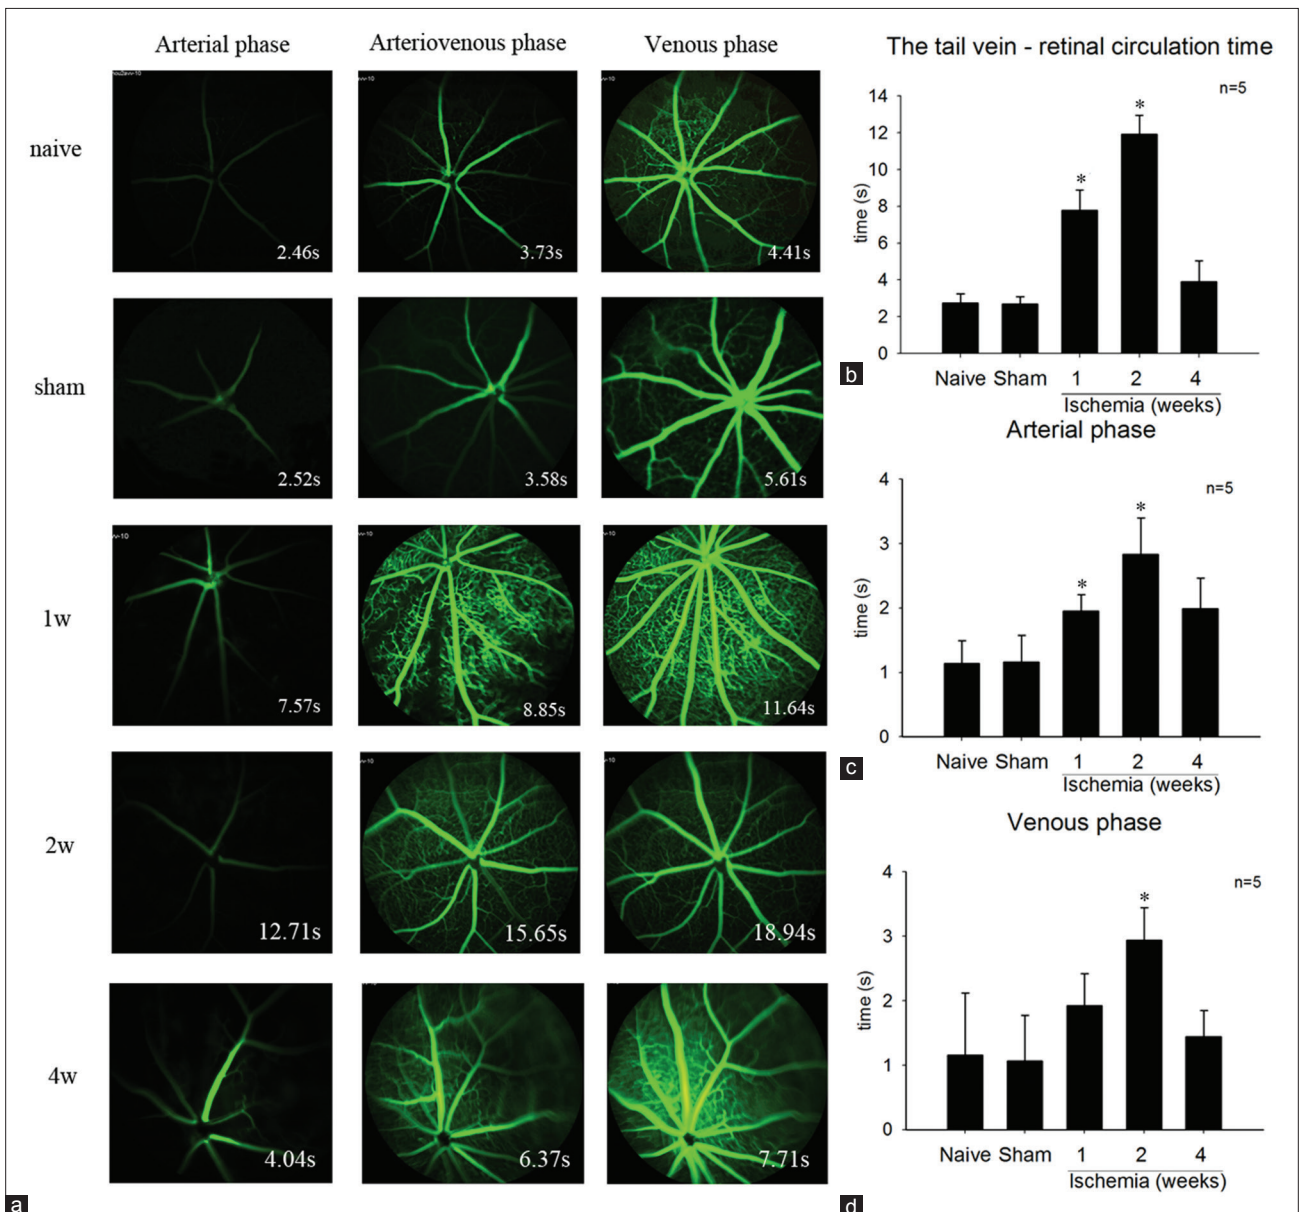 Arterial phase
Arteriovenous phase
Venous phase
naive
2.46s
3.73s
4.41s
sham
2.52s
3.58s
5.61s
1w
7.57s
8.85s
11.64s
2w
12.71s
15.65s
18.94s
4w
4.04s
6.37s
7.71s
a
The tail vein - retinal circulation time
n=5
14
12
10
8
6
4
2
0
time (s)
*
*
Naive Sham 1 2 4
Ischemia (weeks)
b
Arterial phase
n=5
4
3
2
1
0
time (s)
*
*
Naive Sham 1 2 4
Ischemia (weeks)
c
Venous phase
n=5
4
3
2
1
0
time (s)
*
Naive Sham 1 2 4
Ischemia (weeks)
d